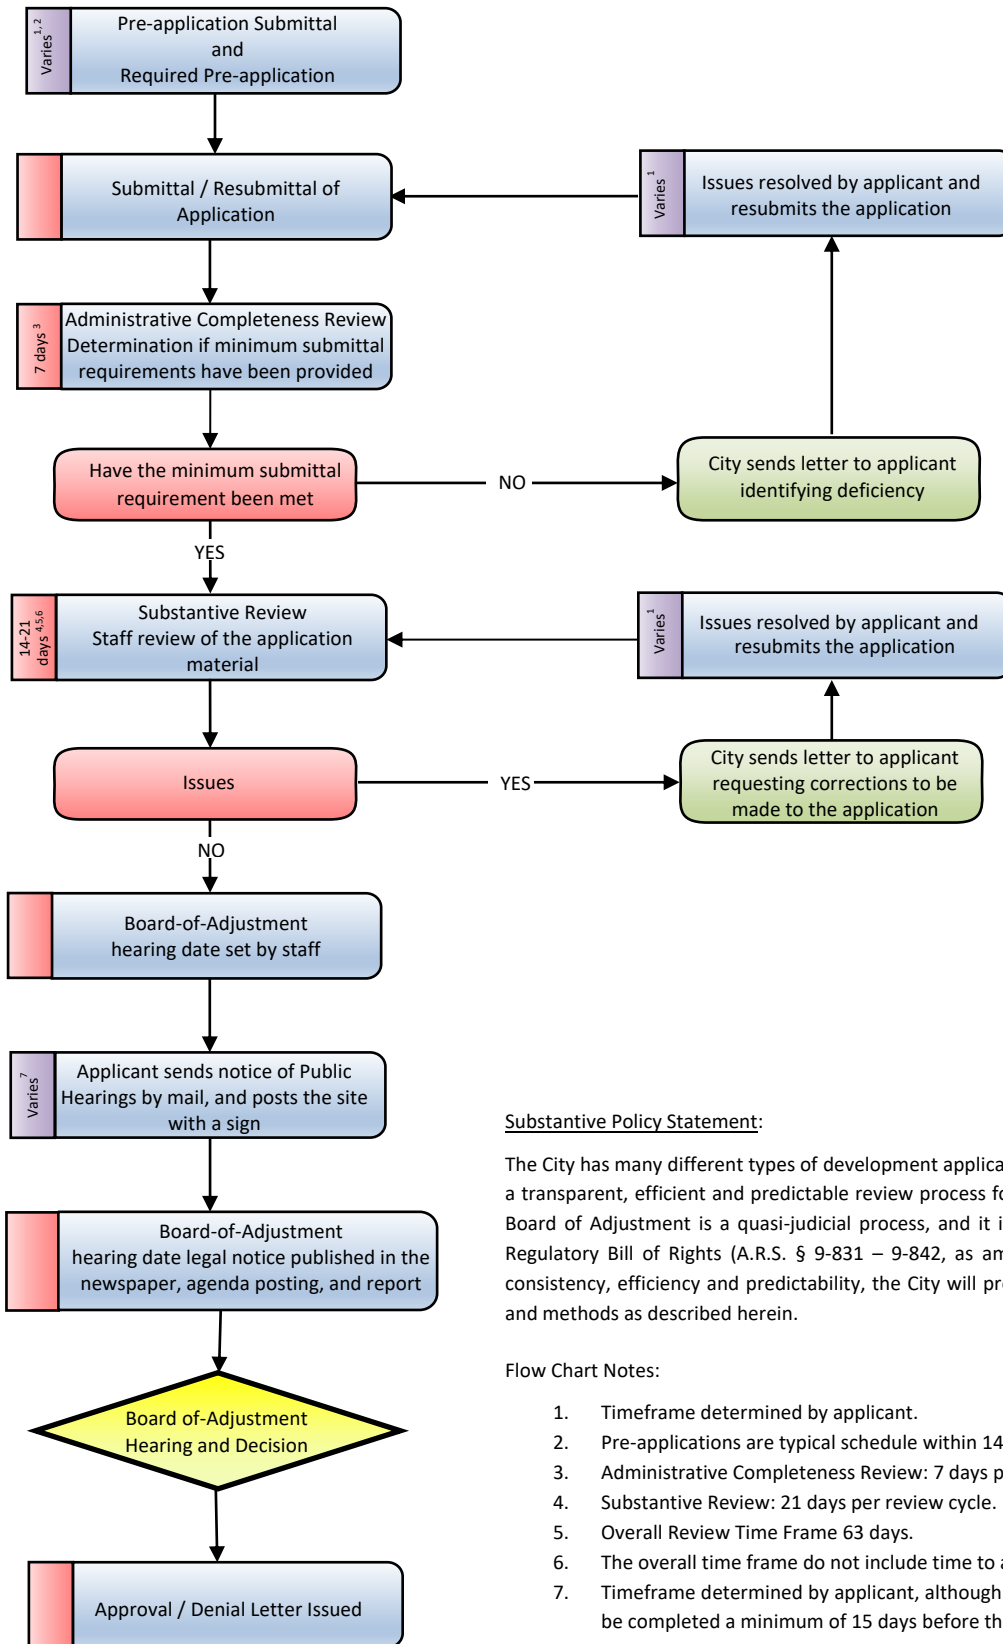 Varies 1, 2
Pre-application Submittal
and
Required Pre-application
Submittal / Resubmittal of
Application
Varies 1
Issues resolved by applicant and
resubmits the application
7 days 3
Administrative Completeness Review
Determination if minimum submittal
requirements have been provided
Have the minimum submittal
requirement been met
NO
City sends letter to applicant
identifying deficiency
YES
14-21
days 4,5,6
Substantive Review
Staff review of the application
material
Varies 1
Issues resolved by applicant and
resubmits the application
Issues
YES
City sends letter to applicant
requesting corrections to be
made to the application
NO
Board-of-Adjustment
hearing date set by staff
Varies 7
Applicant sends notice of Public
Hearings by mail, and posts the site
with a sign
Board-of-Adjustment
hearing date legal notice published in the
newspaper, agenda posting, and report
Board of-Adjustment
Hearing and Decision
Approval / Denial Letter Issued
Substantive Policy Statement:
The City has many different types of development applica
a transparent, efficient and predictable review process fo
Board of Adjustment is a quasi-judicial process, and it i
Regulatory Bill of Rights (A.R.S. § 9-831 – 9-842, as am
consistency, efficiency and predictability, the City will pr
and methods as described herein.
Flow Chart Notes:
1. Timeframe determined by applicant.
2. Pre-applications are typical schedule within 14
3. Administrative Completeness Review: 7 days p
4. Substantive Review: 21 days per review cycle.
5. Overall Review Time Frame 63 days.
6. The overall time frame do not include time to a
7. Timeframe determined by applicant, although
be completed a minimum of 15 days before th